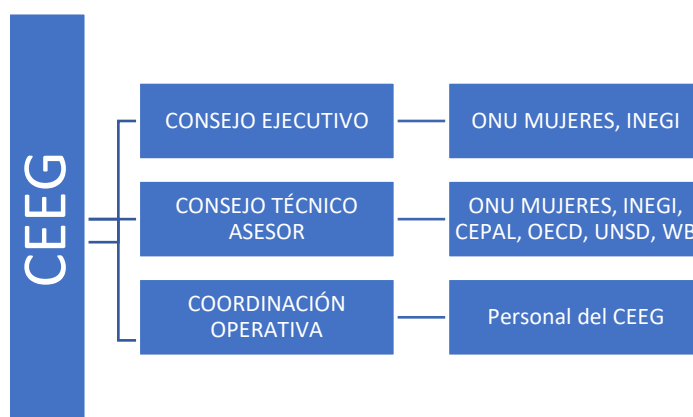 CEEG
CONSEJO EJECUTIVO
ONU MUJERES, INEGI
CONSEJO TÉCNICO
ASESOR
ONU MUJERES, INEGI,
CEPAL, OECD, UNSD, WB
COORDINACIÓN
OPERATIVA
Personal del CEEG